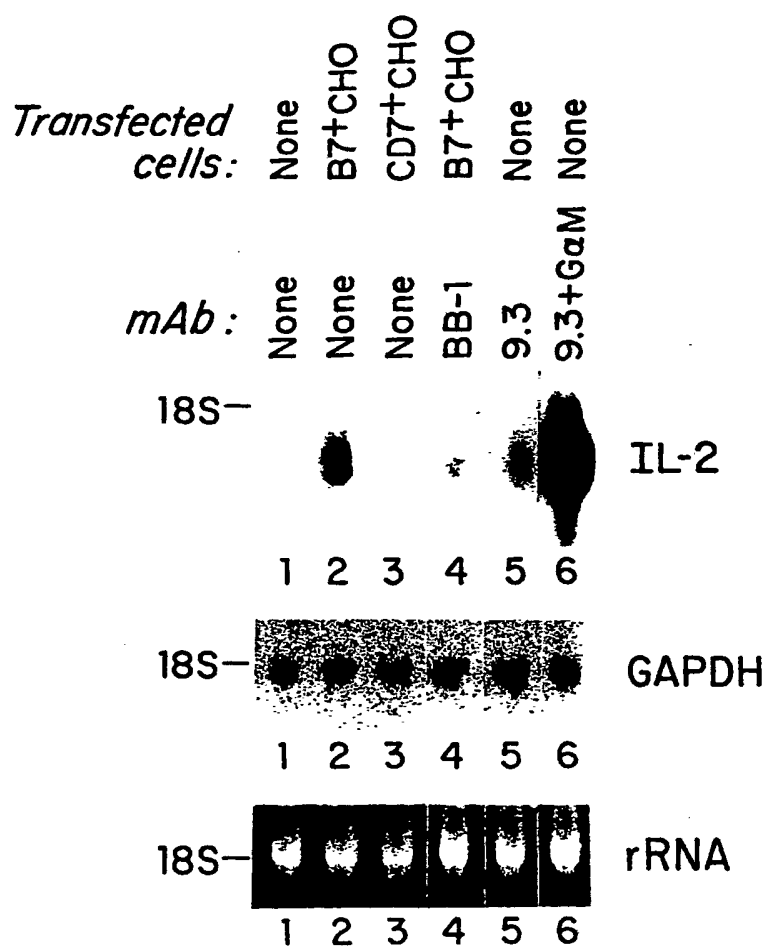 Transfected cells: None B7+CHO CD7+CHO B7+CHO None None
mAb: None None None BB-1 9.3 9.3+GαM
18S IL-2
1 2 3 4 5 6
18S GAPDH
1 2 3 4 5 6
18S rRNA
1 2 3 4 5 6